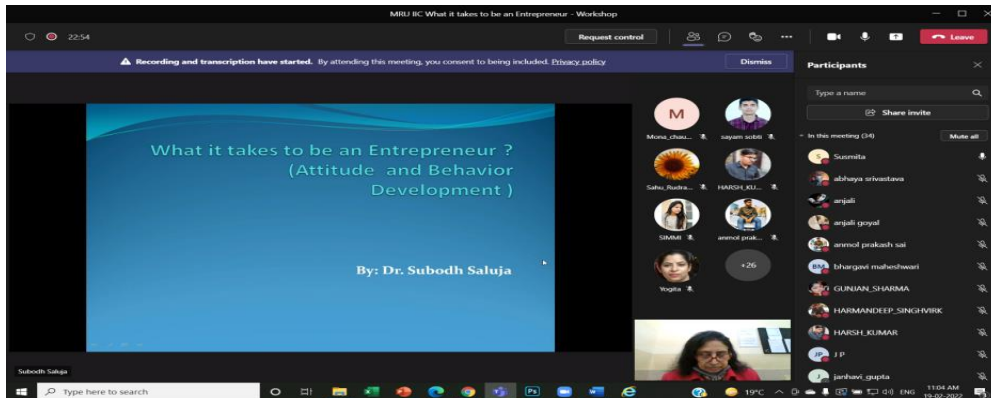 MRU IIC What it takes to be an Entrepreneur - Workshop
22:54
Request control
Leave
Recording and transcription have started. By attending this meeting, you consent to being included. Privacy policy
Dismiss
What it takes to be an Entrepreneur ?
(Attitude and Behavior
Development )
By: Dr. Subodh Saluja
Subodh Saluja
M
Mona_chau...
sayam sobti
Sahu_Rudra...
HARSH_KU...
SIMMI
anmol prak...
Yogita
+26
Participants
Type a name
Share invite
In this meeting (34)
Mute all
S Susmita
abhaya srivastava
anjali
anjali goyal
anmol prakash sai
BM bhargavi maheshwari
GUNJAN_SHARMA
HARMANDEEP_SINGHVIRK
HARSH_KUMAR
JP J P
J janhavi_gupta
Type here to search
Ps
19°C
ENG
11:04 AM
19-02-2022